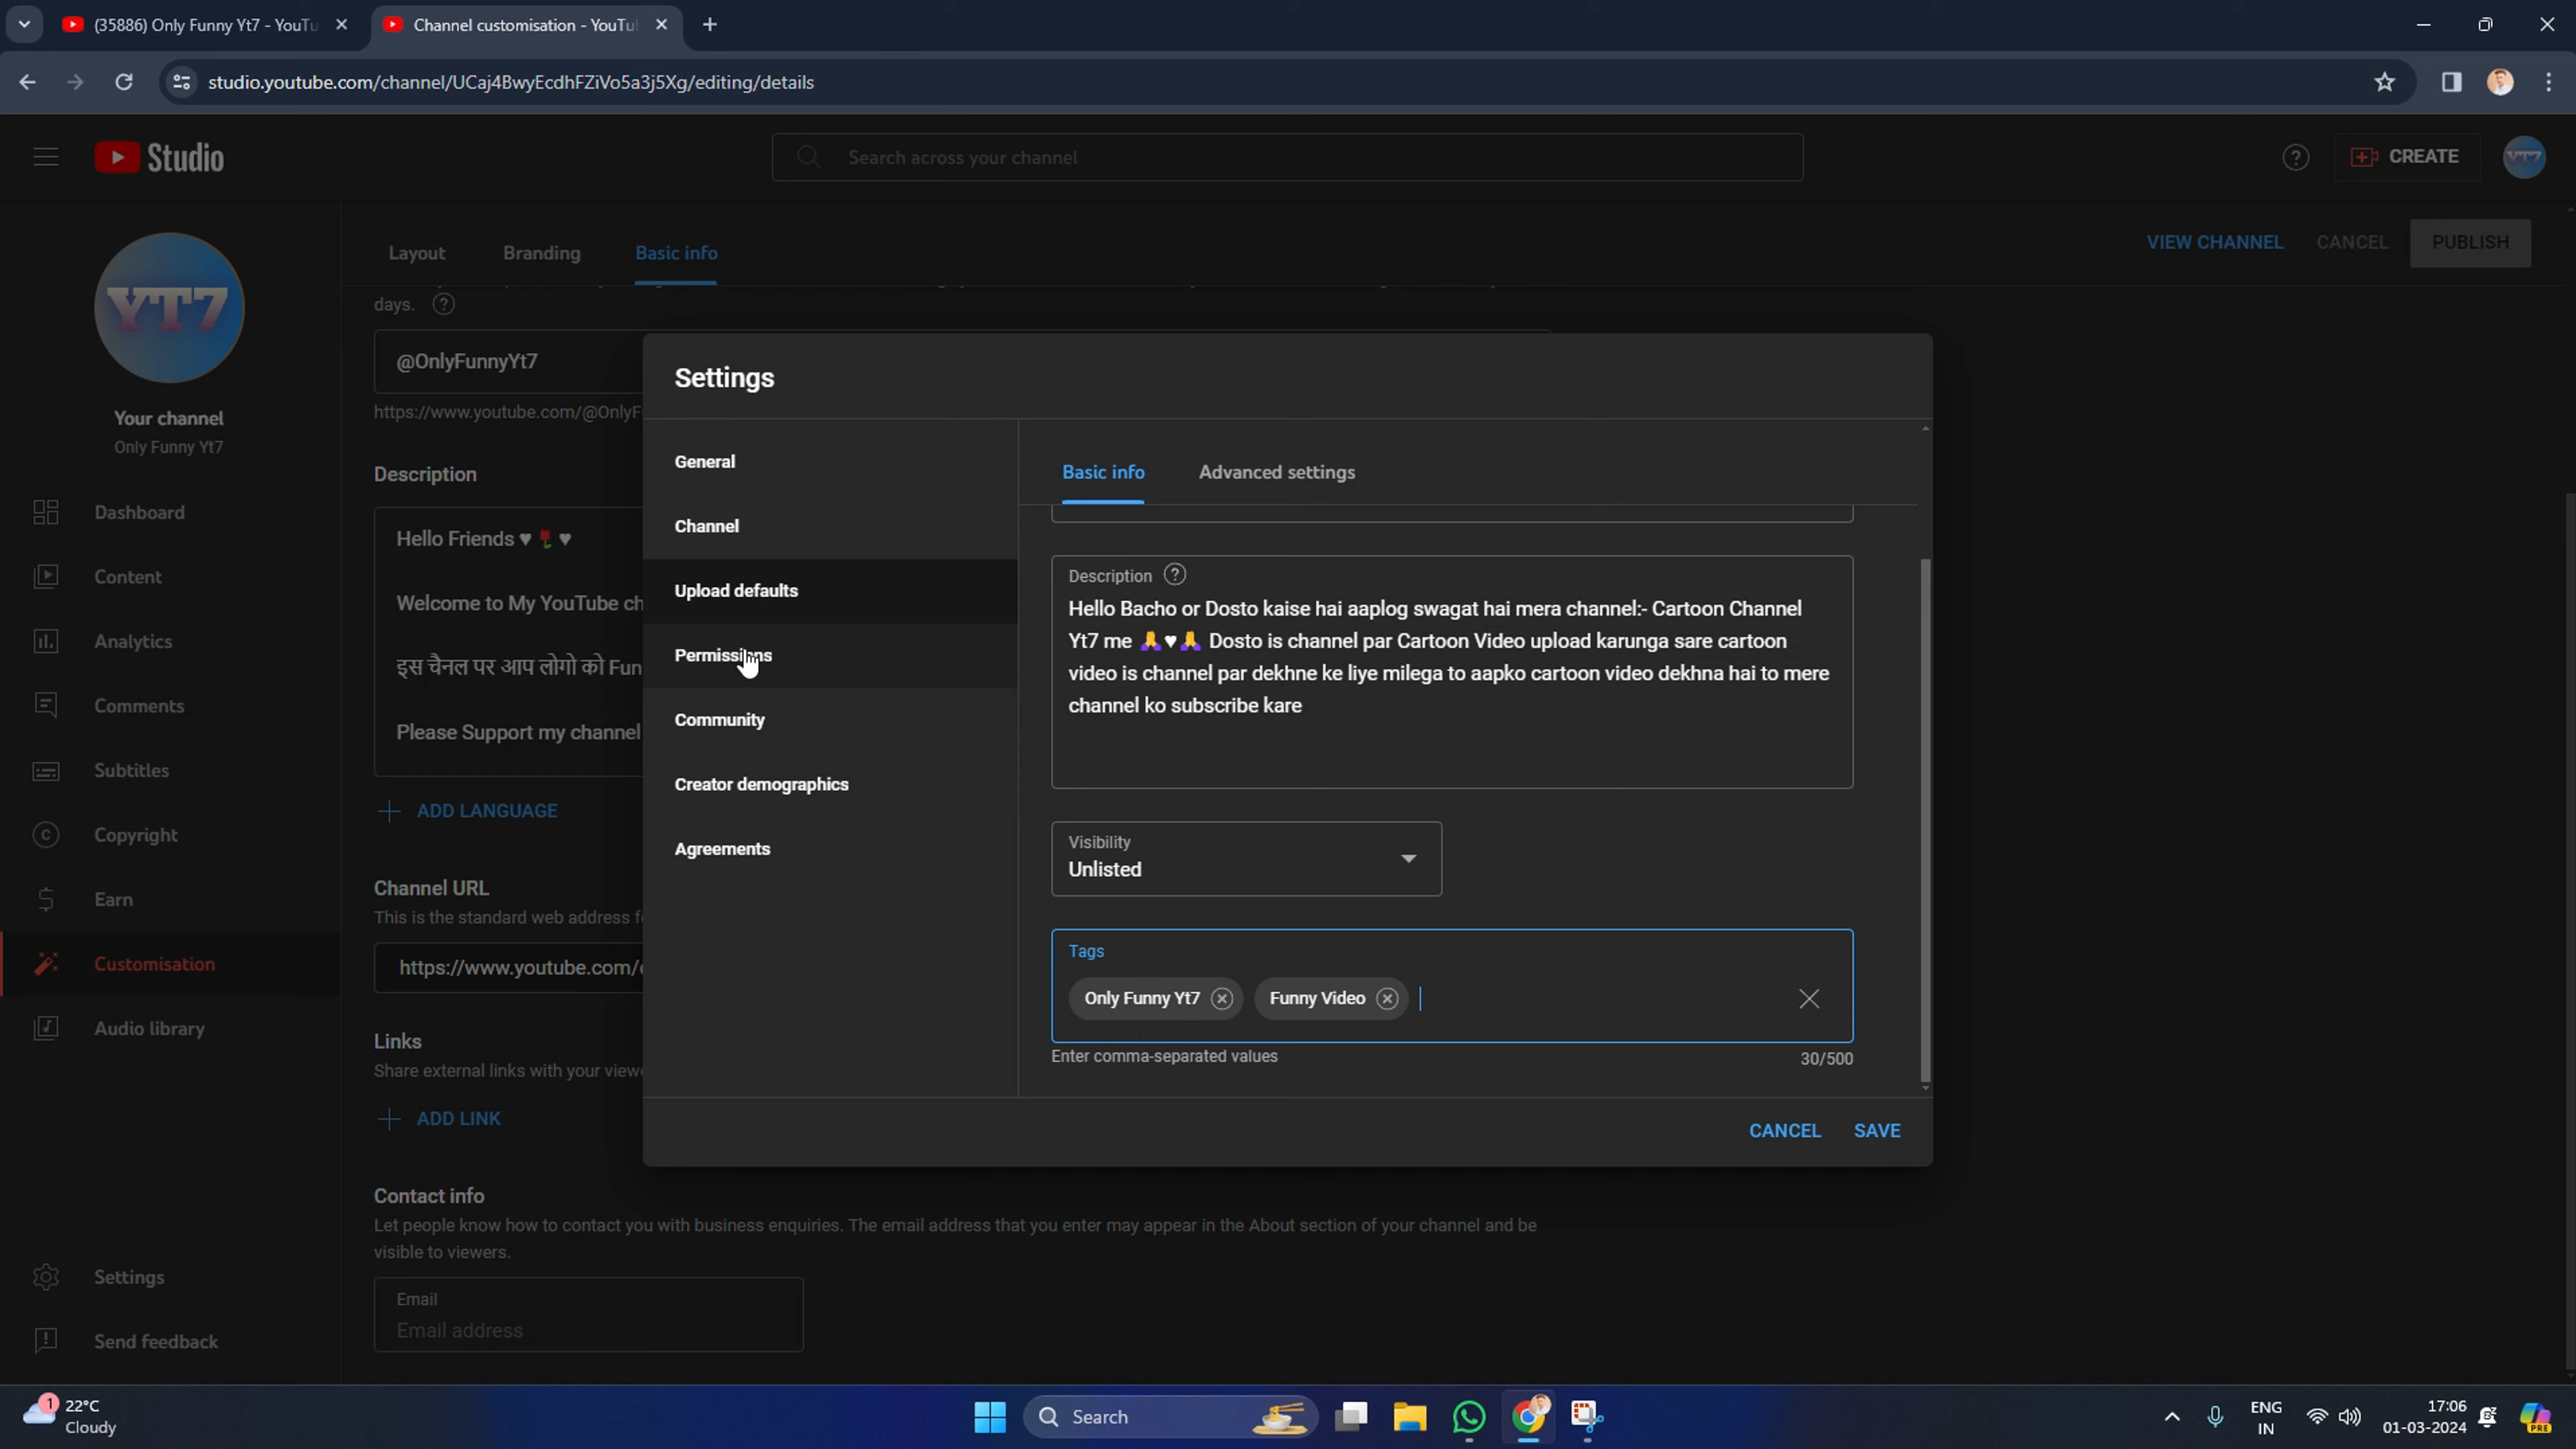 (35886) Only Funny Yt7 - YouTu
Channel customisation - YouTu
studio.youtube.com/channel/UCaj4BwyEcdhFZiVo5a3j5Xg/editing/details
Studio
Search across your channel
CREATE
YT7
YT7
Your channel
Only Funny Yt7
Dashboard
Content
Analytics
Comments
Subtitles
Copyright
Earn
Customisation
Audio library
Settings
Send feedback
Layout
Branding
Basic info
VIEW CHANNEL
CANCEL
PUBLISH
days.
@OnlyFunnyYt7
https://www.youtube.com/@OnlyF
Description
Hello Friends ♥🌹♥
Welcome to My YouTube ch
इस चैनल पर आप लोगो को Fun
Please Support my channel
ADD LANGUAGE
Channel URL
This is the standard web address f
https://www.youtube.com/
Links
Share external links with your view
ADD LINK
Contact info
Let people know how to contact you with business enquiries. The email address that you enter may appear in the About section of your channel and be
visible to viewers.
Email
Email address
Settings
General
Channel
Upload defaults
Permissions
Community
Creator demographics
Agreements
Basic info
Advanced settings
Description
Hello Bacho or Dosto kaise hai aaplog swagat hai mera channel:- Cartoon Channel
Yt7 me 🙏♥🙏 Dosto is channel par Cartoon Video upload karunga sare cartoon
video is channel par dekhne ke liye milega to aapko cartoon video dekhna hai to mere
channel ko subscribe kare
Visibility
Unlisted
Tags
Only Funny Yt7
Funny Video
Enter comma-separated values
30/500
CANCEL
SAVE
1
22°C
Cloudy
Search
ENG
IN
17:06
01-03-2024
PRE